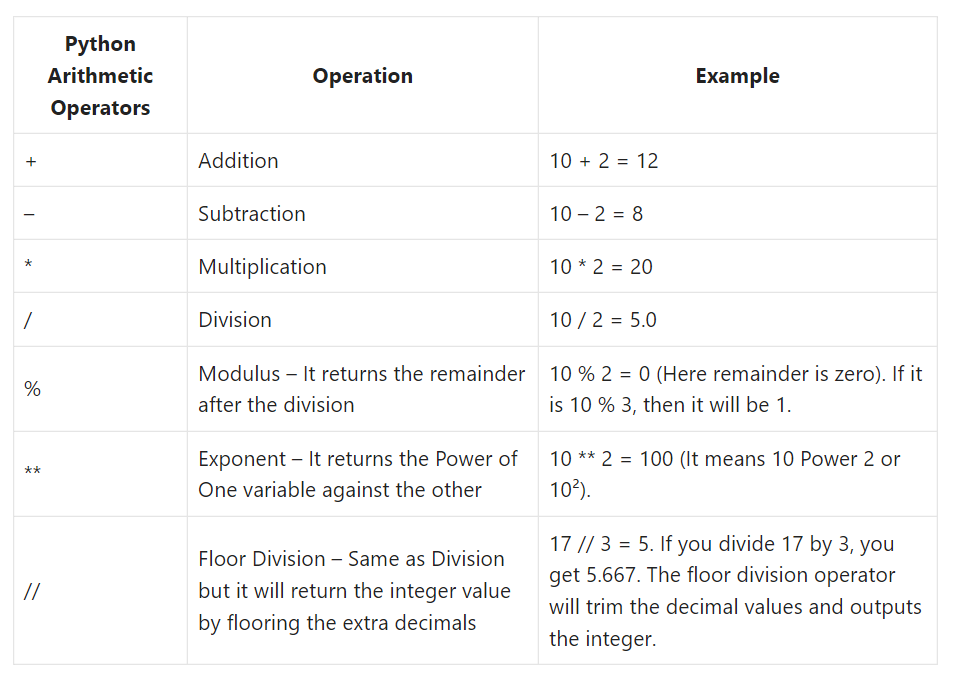 Python
Arithmetic
Operators
Operation
Example
+
Addition
10 + 2 = 12
–
Subtraction
10 – 2 = 8
*
Multiplication
10 * 2 = 20
/
Division
10 / 2 = 5.0
%
Modulus – It returns the remainder
after the division
10 % 2 = 0 (Here remainder is zero). If it
is 10 % 3, then it will be 1.
**
Exponent – It returns the Power of
One variable against the other
10 ** 2 = 100 (It means 10 Power 2 or
10²).
//
Floor Division – Same as Division
but it will return the integer value
by flooring the extra decimals
17 // 3 = 5. If you divide 17 by 3, you
get 5.667. The floor division operator
will trim the decimal values and outputs
the integer.